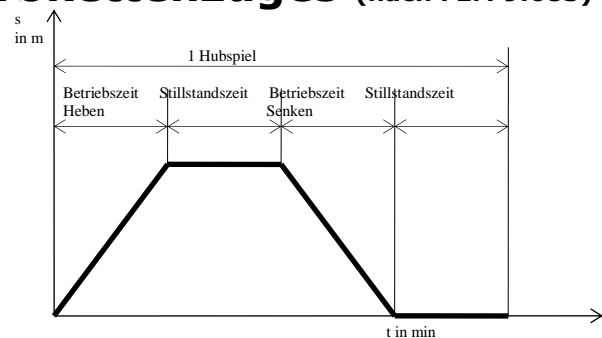 s
in m
1 Hubspiel
Betriebszeit Stillstandszeit Betriebszeit Stillstandszeit
Heben Senken
t in min